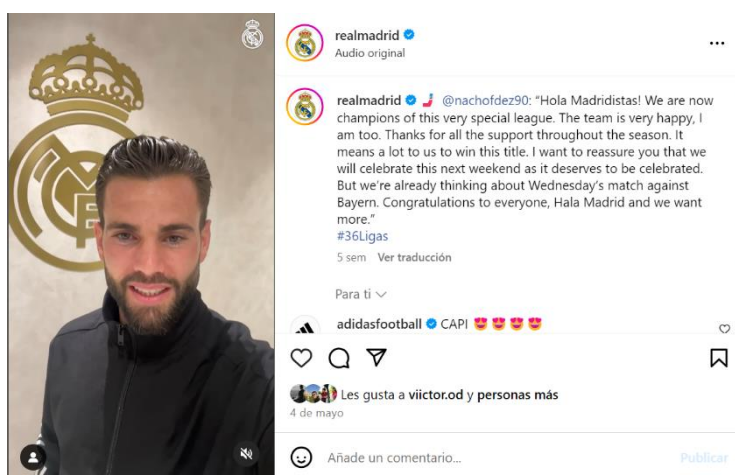 realmadrid
Audio original
realmadrid @nachofdez90: “Hola Madridistas! We are now
champions of this very special league. The team is very happy, I
am too. Thanks for all the support throughout the season. It
means a lot to us to win this title. I want to reassure you that we
will celebrate this next weekend as it deserves to be celebrated.
But we’re already thinking about Wednesday’s match against
Bayern. Congratulations to everyone, Hala Madrid and we want
more.”
#36Ligas
5 sem Ver traducción
Para ti
adidasfootball CAPI 😍😍😍😍
Les gusta a viictor.od y personas más
4 de mayo
Añade un comentario...
Publicar